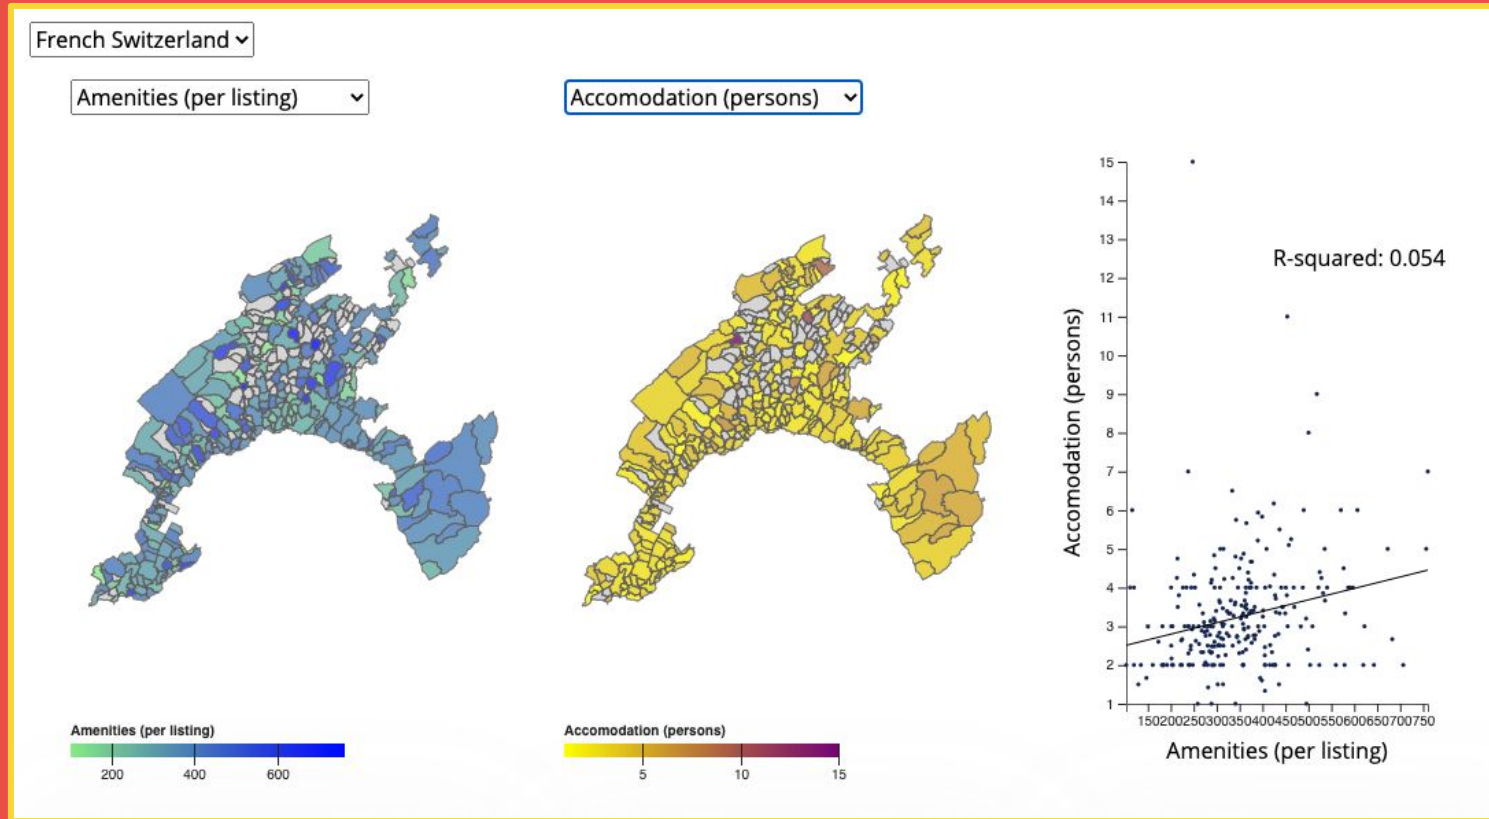 French Switzerland
Amenities (per listing)
Accomodation (persons)
15
14
13
12
11
10
9
8
7
6
5
4
3
2
1
R-squared: 0.054
Accomodation (persons)
150200250300350400450500550600650700750
Amenities (per listing)
Amenities (per listing)
200 400 600
Accomodation (persons)
5 10 15